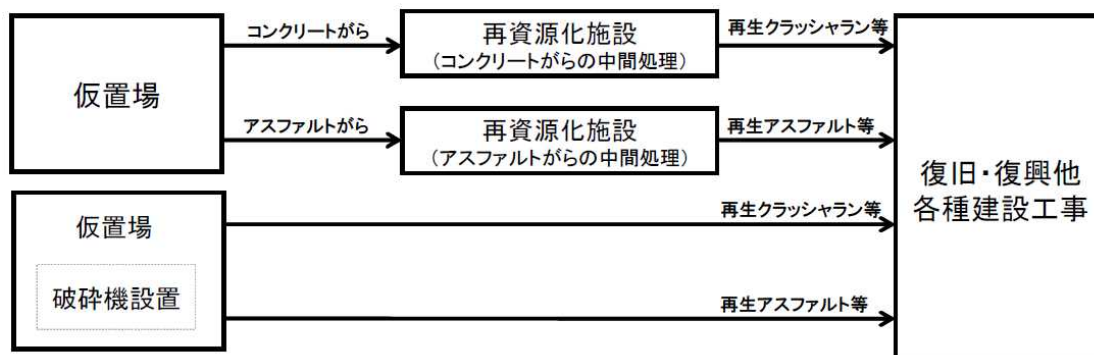 仮置場
コンクリートがら
再資源化施設
（コンクリートがらの中間処理）
再生クラッシャラン等
アスファルトがら
再資源化施設
（アスファルトがらの中間処理）
再生アスファルト等
仮置場
破砕機設置
再生クラッシャラン等
再生アスファルト等
復旧・復興他
各種建設工事